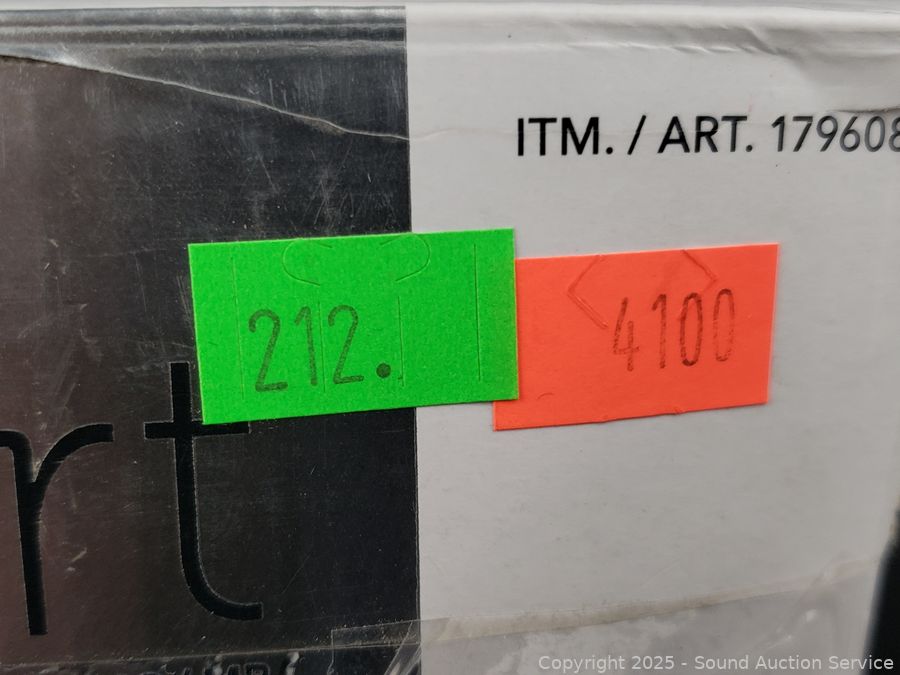 ITM. / ART. 179608
212.
4100
rt
Copyright 2025 - Sound Auction Service